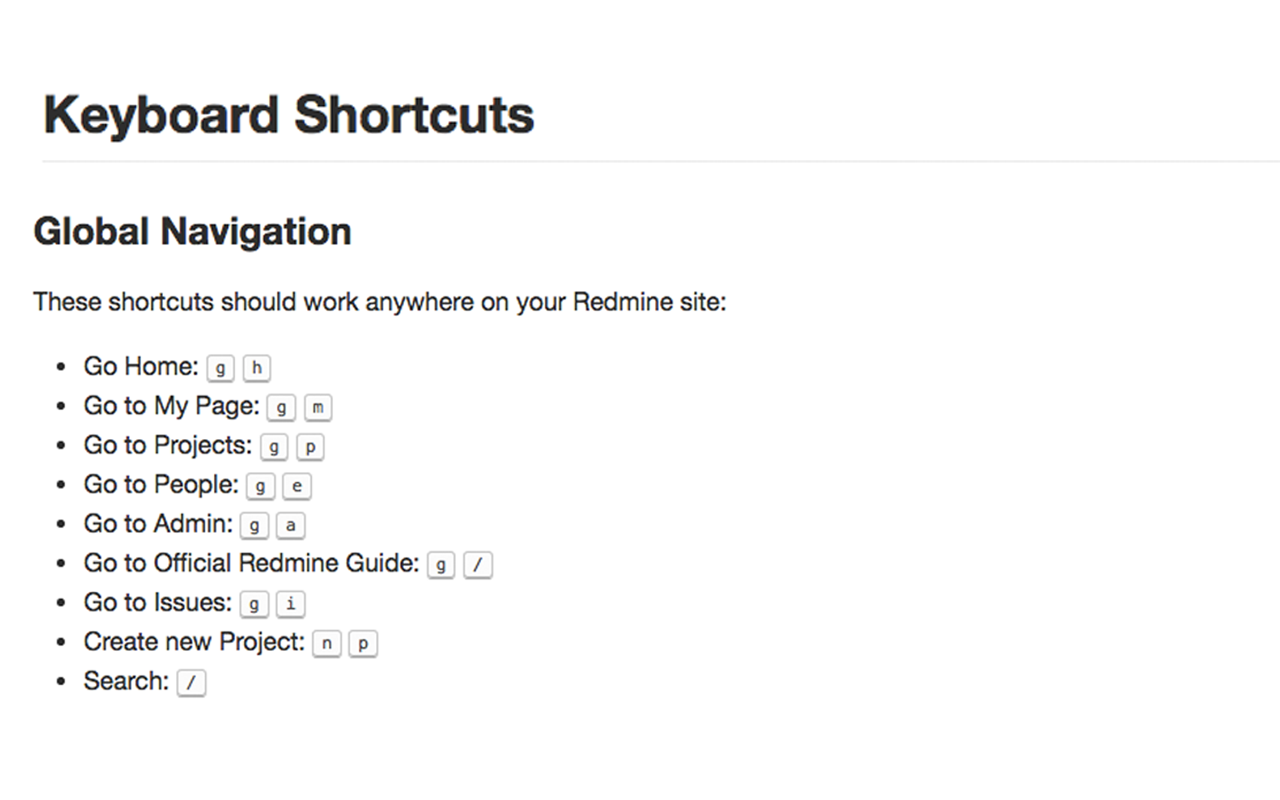 Keyboard Shortcuts
Global Navigation
These shortcuts should work anywhere on your Redmine site:
• Go Home: g h
• Go to My Page: g m
• Go to Projects: g p
• Go to People: g e
• Go to Admin: g a
• Go to Official Redmine Guide: g /
• Go to Issues: g i
• Create new Project: n p
• Search: /